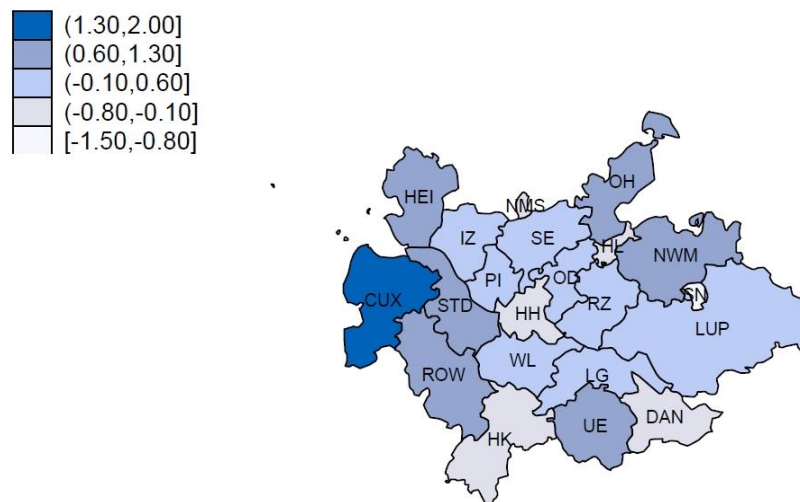 (1.30,2.00]
(0.60,1.30]
(-0.10,0.60]
(-0.80,-0.10]
[-1.50,-0.80]
OH
HEI
NMS
IZ
SE
HL
NWM
PI
OD
SN
CUX
STD
HH
RZ
LUP
WL
ROW
LG
DAN
UE
HK